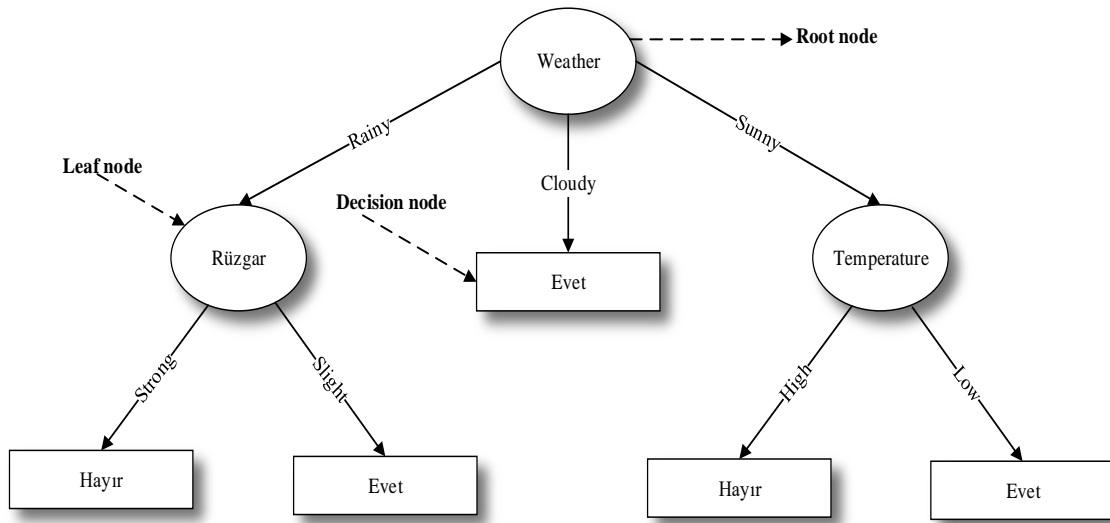 Root node
Weather
Rainy
Sunny
Leaf node
Cloudy
Decision node
Rüzgar
Temperature
Evet
Strong
Slight
High
Low
Hayır
Evet
Hayır
Evet